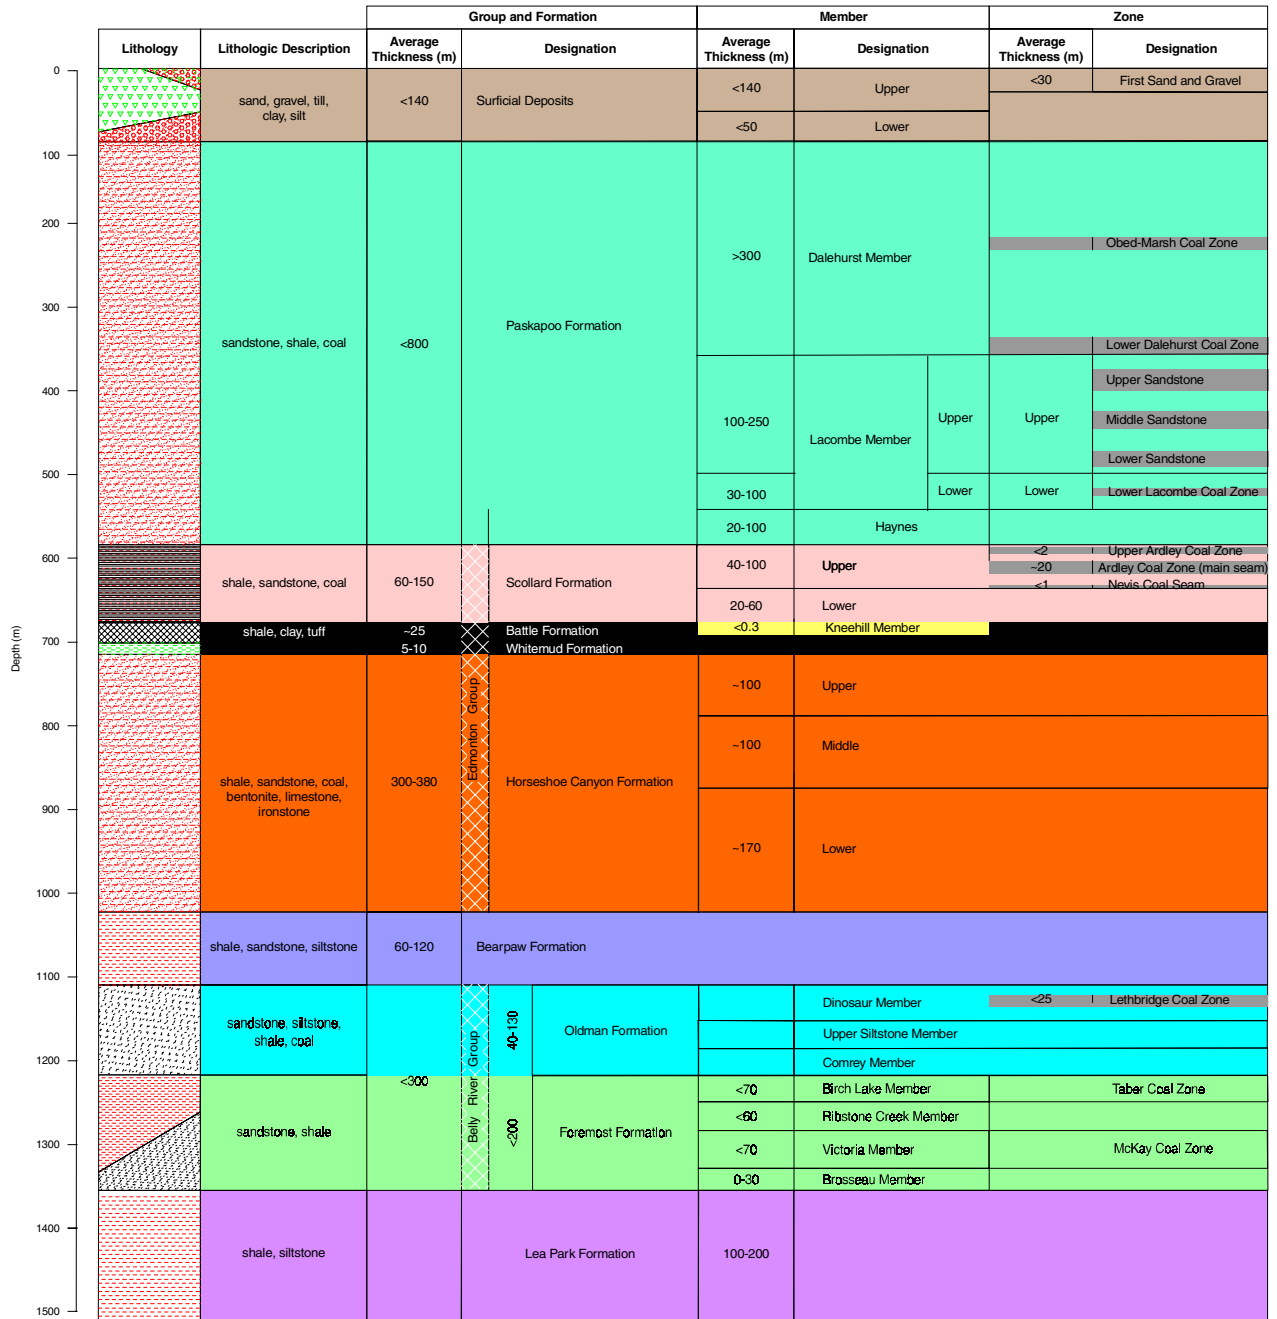 Group and Formation
Member
Zone
Lithology
Lithologic Description
Average
Thickness (m)
Designation
Average
Thickness (m)
Designation
Average
Thickness (m)
Designation
0
100
200
300
400
500
600
700
800
900
1000
1100
1200
1300
1400
1500
Depth (m)
sand, gravel, till,
clay, silt
<140
Surficial Deposits
<140
Upper
<50
Lower
<30
First Sand and Gravel
sandstone, shale, coal
<800
Paskapoo Formation
>300
Dalehurst Member
Obed-Marsh Coal Zone
Lower Dalehurst Coal Zone
100-250
Lacombe Member
Upper
Upper
Upper Sandstone
Middle Sandstone
Lower Sandstone
30-100
Lower
Lower
Lower Lacombe Coal Zone
20-100
Haynes
shale, sandstone, coal
60-150
Scollard Formation
40-100
Upper
<2
Upper Ardley Coal Zone
~20
Ardley Coal Zone (main seam)
<1
Nevis Coal Seam
20-60
Lower
shale, clay, tuff
~25
Battle Formation
<0.3
Kneehill Member
5-10
Whitemud Formation
Edmonton Group
shale, sandstone, coal,
bentonite, limestone,
ironstone
300-380
Horseshoe Canyon Formation
~100
Upper
~100
Middle
~170
Lower
shale, sandstone, siltstone
60-120
Bearpaw Formation
sandstone, siltstone,
shale, coal
<300
Belly River Group
40-130
Oldman Formation
Dinosaur Member
<25
Lethbridge Coal Zone
Upper Siltstone Member
Comrey Member
sandstone, shale
<200
Foremost Formation
<70
Birch Lake Member
Taber Coal Zone
<60
Ribstone Creek Member
<70
Victoria Member
McKay Coal Zone
0-30
Brosseau Member
shale, siltstone
Lea Park Formation
100-200